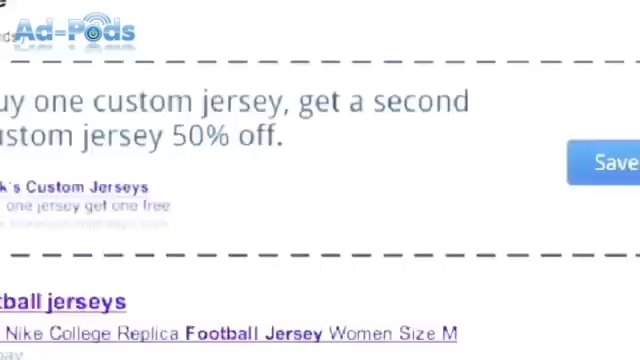 Ad-Pods
uy one custom jersey, get a second
ustom jersey 50% off.
Save
k's Custom Jerseys
one jersey get one free
tball jerseys
Nike College Replica Football Jersey Women Size M